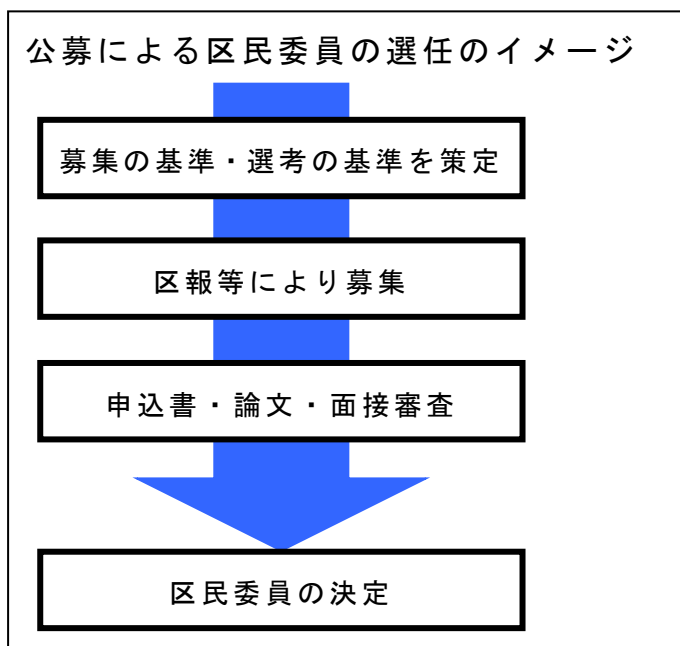 公募による区民委員の選任のイメージ
募集の基準・選考の基準を策定
区報等により募集
申込書・論文・面接審査
区民委員の決定